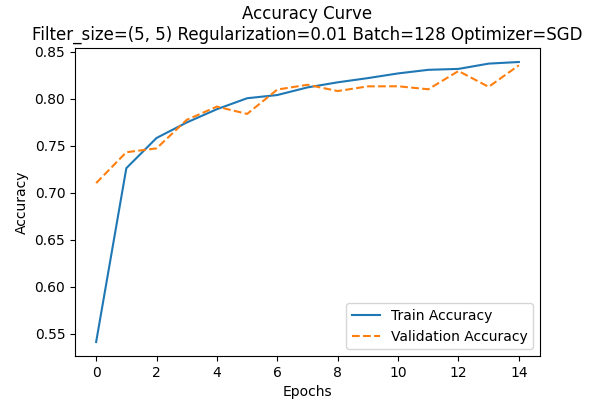 Accuracy Curve
Filter_size=(5, 5) Regularization=0.01 Batch=128 Optimizer=SGD
0.85
0.80
0.75
0.70
0.65
0.60
0.55
Accuracy
Train Accuracy
Validation Accuracy
0 2 4 6 8 10 12 14
Epochs